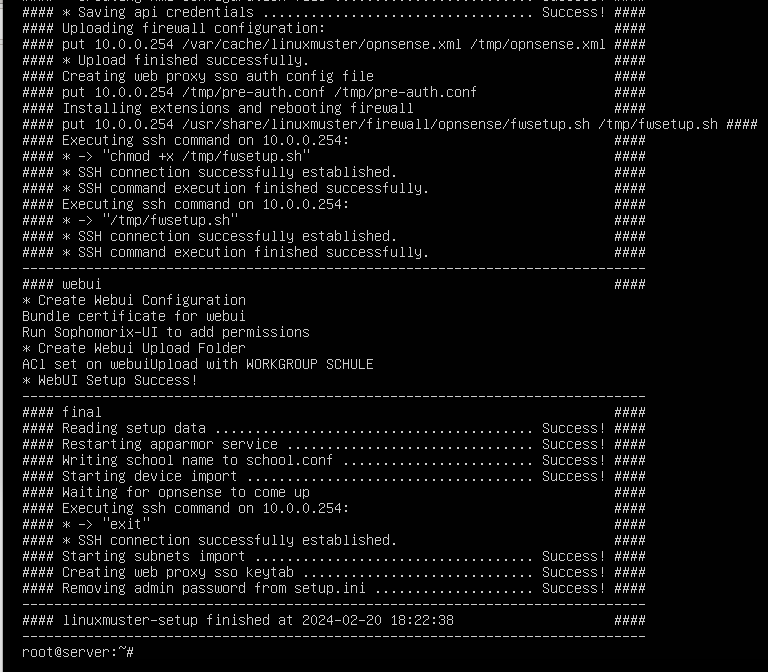 #### * Saving api credentials .................................. Success! ####
#### Uploading firewall configuration: ####
#### put 10.0.0.254 /var/cache/linuxmuster/opnsense.xml /tmp/opnsense.xml ####
#### * Upload finished successfully. ####
#### Creating web proxy sso auth config file ####
#### put 10.0.0.254 /tmp/pre-auth.conf /tmp/pre-auth.conf ####
#### Installing extensions and rebooting firewall ####
#### put 10.0.0.254 /usr/share/linuxmuster/firewall/opnsense/fwsetup.sh /tmp/fwsetup.sh ####
#### Executing ssh command on 10.0.0.254: ####
#### * -> "chmod +x /tmp/fwsetup.sh" ####
#### * SSH connection successfully established. ####
#### * SSH command execution finished successfully. ####
#### Executing ssh command on 10.0.0.254: ####
#### * -> "/tmp/fwsetup.sh" ####
#### * SSH connection successfully established. ####
#### * SSH command execution finished successfully. ####
------------------------------------------------------------------------------
#### webui ####
* Create Webui Configuration
Bundle certificate for webui
Run Sophomorix-UI to add permissions
* Create Webui Upload Folder
ACl set on webuiUpload with WORKGROUP SCHULE
* WebUI Setup Success!
------------------------------------------------------------------------------
#### final ####
#### Reading setup data ........................................ Success! ####
#### Restarting apparmor service ............................... Success! ####
#### Writing school name to school.conf ........................ Success! ####
#### Starting device import .................................... Success! ####
#### Waiting for opnsense to come up ####
#### Executing ssh command on 10.0.0.254: ####
#### * -> "exit" ####
#### * SSH connection successfully established. ####
#### Starting subnets import ................................... Success! ####
#### Creating web proxy sso keytab ............................. Success! ####
#### Removing admin password from setup.ini .................... Success! ####
------------------------------------------------------------------------------
#### linuxmuster-setup finished at 2024-02-20 18:22:38 ####
------------------------------------------------------------------------------
root@server:~#